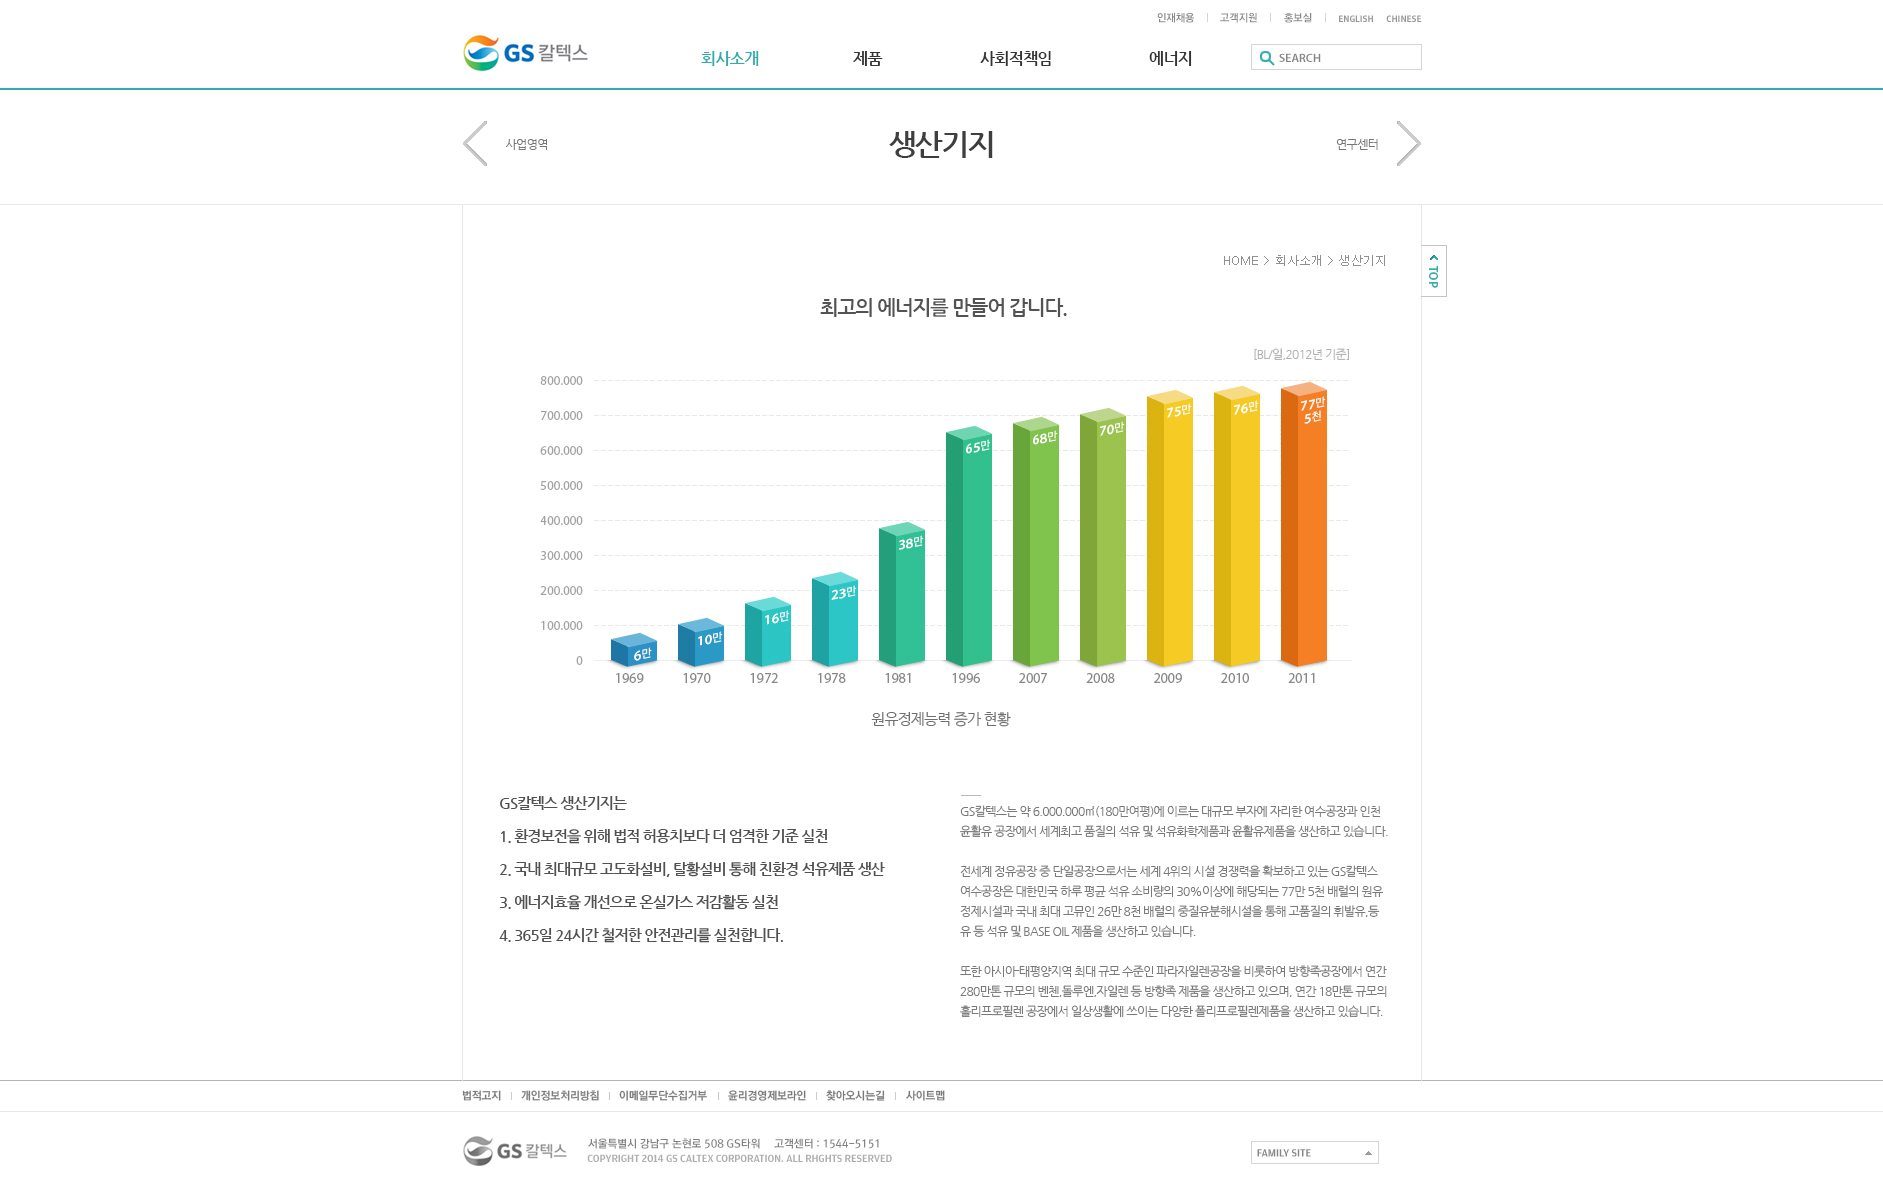 인재채용 고객지원 홍보실 ENGLISH CHINESE
GS 칼텍스 회사소개 제품 사회적책임 에너지 SEARCH
사업영역 생산기지 연구센터
HOME > 회사소개 > 생산기지
TOP
최고의 에너지를 만들어 갑니다.
[BL/일,2012년 기준]
800.000
700.000
600.000
500.000
400.000
300.000
200.000
100.000
0
6만 10만 16만 23만 38만 65만 68만 70만 75만 76만 77만
5천
1969 1970 1972 1978 1981 1996 2007 2008 2009 2010 2011
원유경제능력 증가 현황
GS칼텍스 생산기지는
1. 환경보전을 위해 법적 허용치보다 더 엄격한 기준 실천
2. 국내 최대규모 고도화설비, 탈황설비 통해 친환경 석유제품 생산
3. 에너지효율 개선으로 온실가스 저감활동 실천
4. 365일 24시간 철저한 안전관리를 실천합니다.
GS칼텍스는 약 6.000.000㎡(180만여평)에 이르는 대규모 부자에 자리한 여수공장과 인천
윤활유 공장에서 세계최고 품질의 석유 및 석유화학제품과 윤활유제품을 생산하고 있습니다.
전세계 정유공장 중 단일공장으로서는 세계 4위의 시설 경쟁력을 확보하고 있는 GS칼텍스
여수공장은 대한민국 하루 평균 석유 소비량의 30%이상에 해당되는 77만 5천 배럴의 원유
정제시설과 국내 최대 고뮤인 26만 8천 배럴의 중질유분해시설을 통해 고품질의 휘발유,등
유 등 석유 및 BASE OIL 제품을 생산하고 있습니다.
또한 아시아-태평양지역 최대 규모 수준인 파라자일렌공장을 비롯하여 방향족공장에서 연간
280만톤 규모의 벤첸,톨루엔,자일렌 등 방향족 제품을 생산하고 있으며, 연간 18만톤 규모의
홀리프로필렌 공장에서 일상생활에 쓰이는 다양한 폴리프로필렌제품을 생산하고 있습니다.
법적고지 개인정보처리방침 이메일무단수집거부 윤리경영제보라인 찾아오시는길 사이트맵
GS 칼텍스 서울특별시 강남구 논현로 508 GS타워 고객센터 : 1544-5151
COPYRIGHT 2014 GS CALTEX CORPORATION. ALL RHGHTS RESERVED
FAMILY SITE